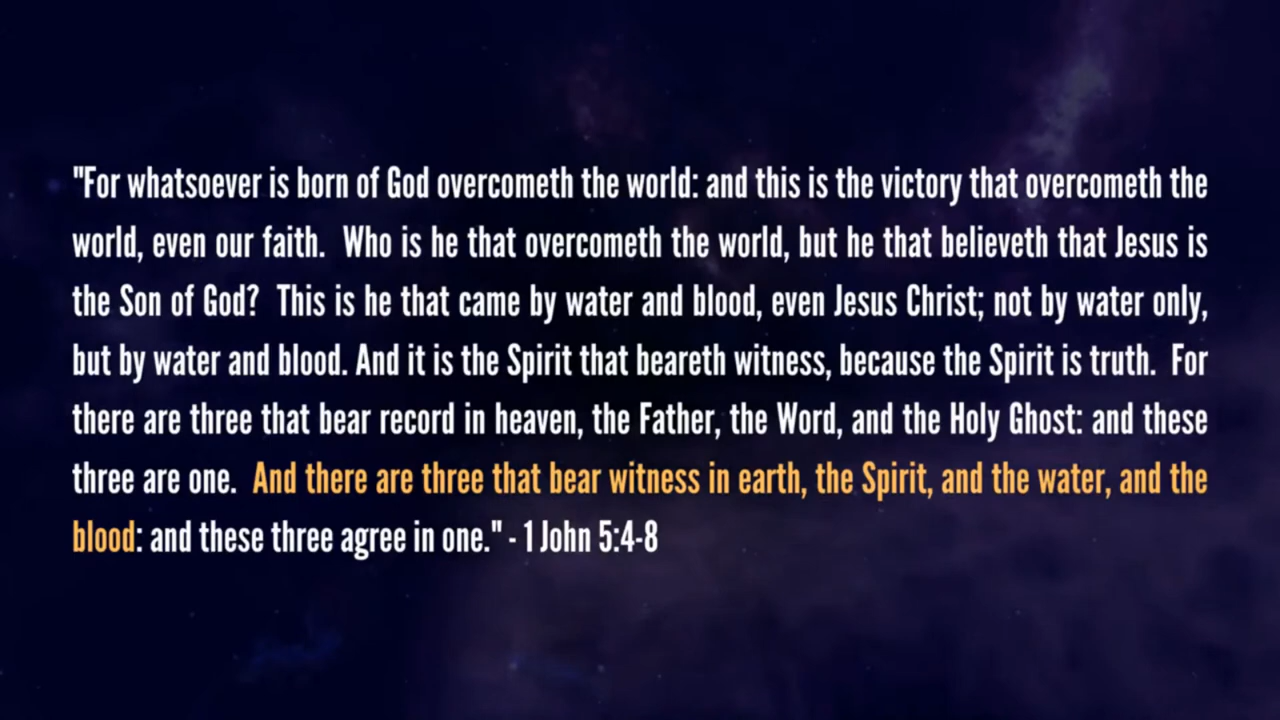 "For whatsoever is born of God overcometh the world: and this is the victory that overcometh the
world, even our faith.  Who is he that overcometh the world, but he that believeth that Jesus is
the Son of God?  This is he that came by water and blood, even Jesus Christ; not by water only,
but by water and blood. And it is the Spirit that beareth witness, because the Spirit is truth.  For
there are three that bear record in heaven, the Father, the Word, and the Holy Ghost: and these
three are one.  And there are three that bear witness in earth, the Spirit, and the water, and the
blood: and these three agree in one." - 1 John 5:4-8